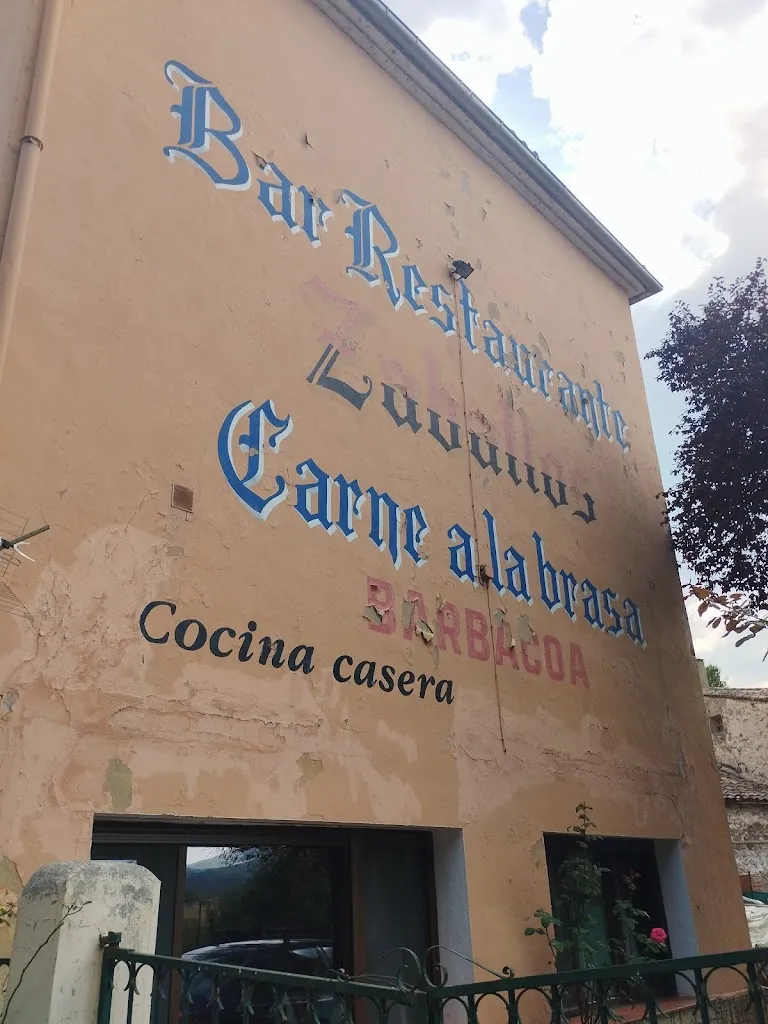 Bar Restaurante
Carne a la brasa
BARBACOA
Cocina casera